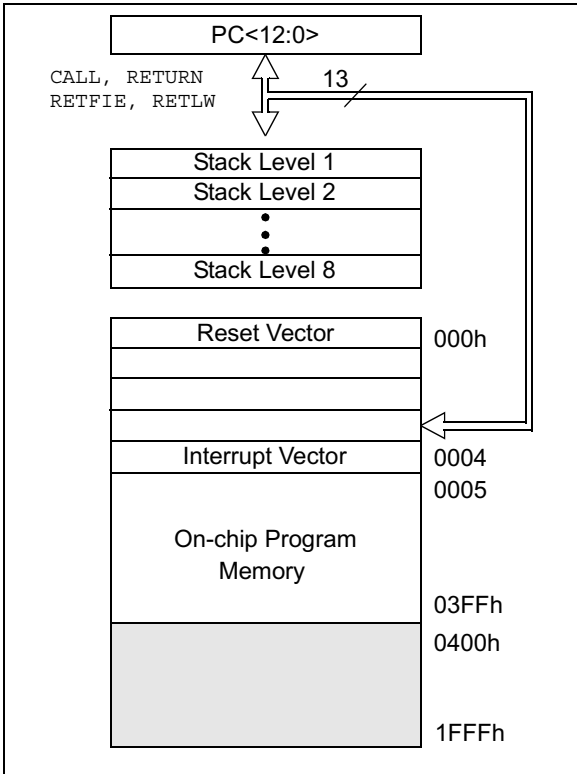 PC<12:0>
CALL, RETURN
RETFIE, RETLW
13
Stack Level 1
Stack Level 2
Stack Level 8
Reset Vector
000h
Interrupt Vector
0004
0005
On-chip Program
Memory
03FFh
0400h
1FFFh